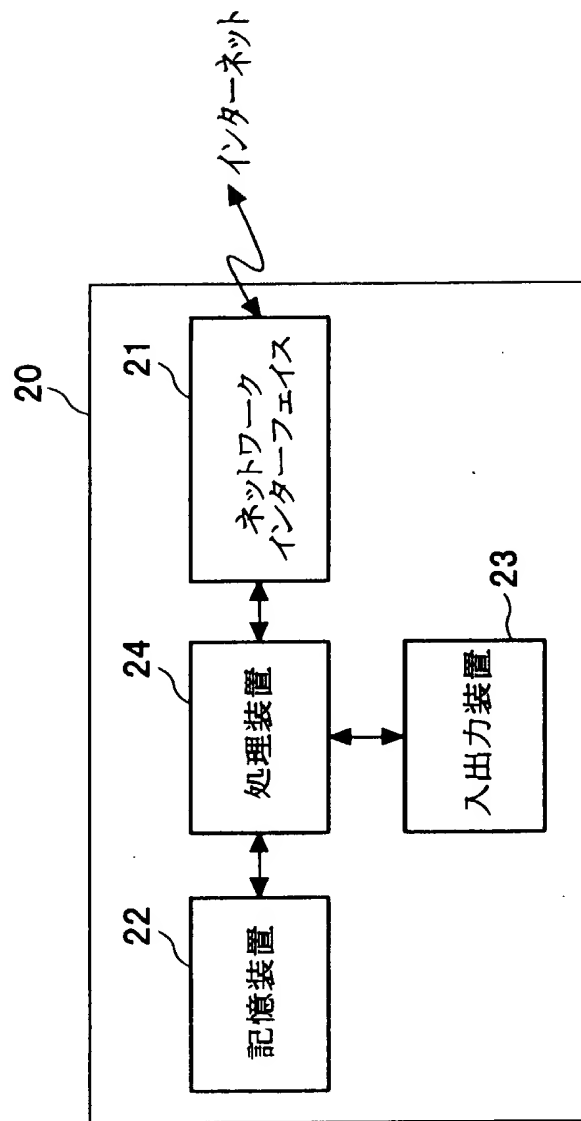 20
22
記憶装置
24
処理装置
21
ネットワーク
インターフェイス
インターネット
23
入出力装置